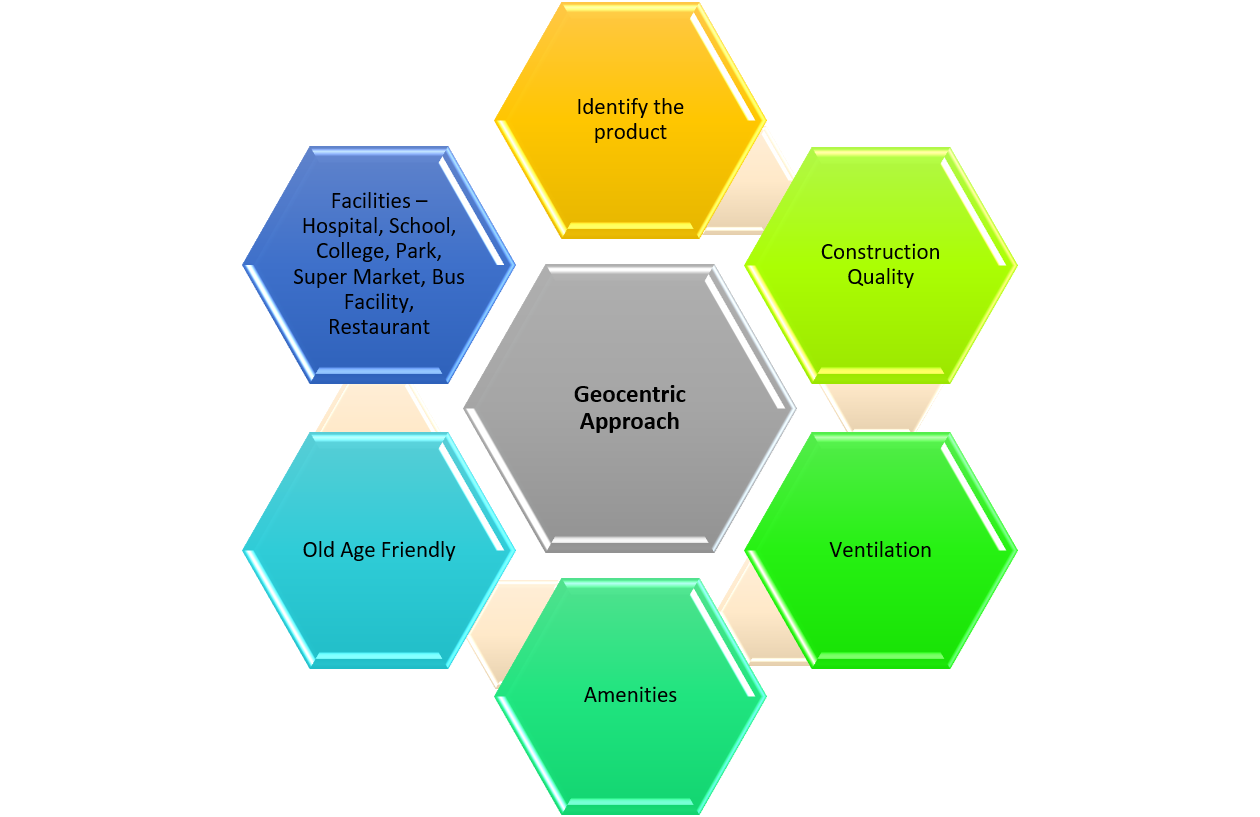 Identify the
product
Construction
Quality
Ventilation
Amenities
Old Age Friendly
Facilities –
Hospital, School,
College, Park,
Super Market, Bus
Facility,
Restaurant
Geocentric
Approach